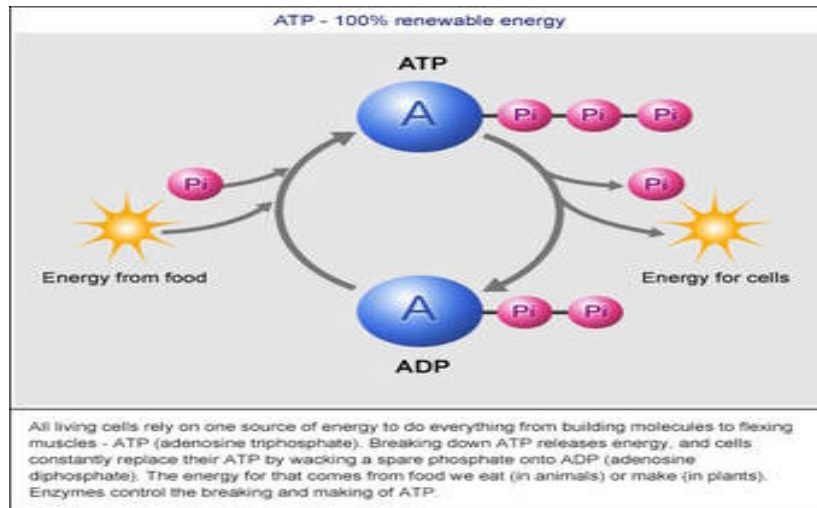 ATP - 100% renewable energy
ATP
A Pi Pi Pi
Pi Pi
Energy from food Energy for cells
A Pi Pi
ADP
All living cells rely on one source of energy to do everything from building molecules to flexing
muscles - ATP (adenosine triphosphate). Breaking down ATP releases energy, and cells
constantly replace their ATP by wacking a spare phosphate onto ADP (adenosine
diphosphate). The energy for that comes from food we eat (in animals) or make (in plants).
Enzymes control the breaking and making of ATP.